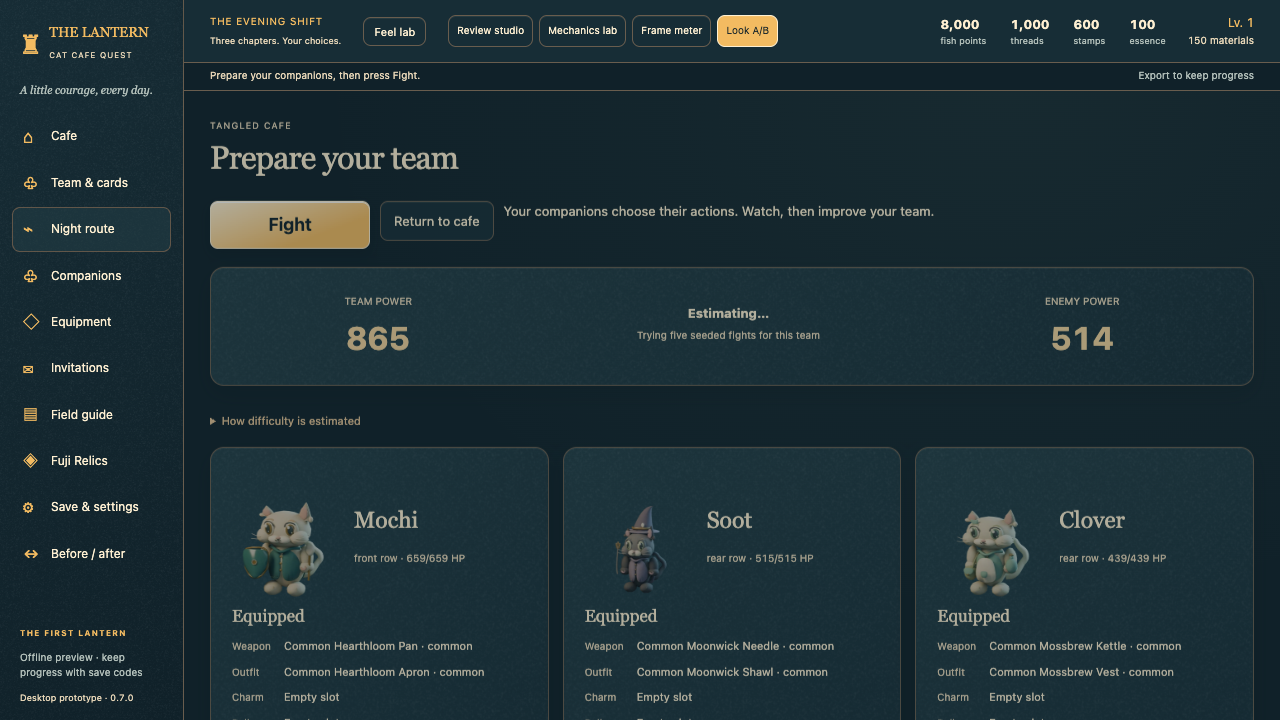 THE LANTERN
CAT CAFE QUEST
A little courage, every day.
Cafe
Team & cards
Night route
Companions
Equipment
Invitations
Field guide
Fuji Relics
Save & settings
Before / after
THE FIRST LANTERN
Offline preview · keep
progress with save codes
Desktop prototype · 0.7.0
THE EVENING SHIFT
Three chapters. Your choices.
Feel lab
Review studio
Mechanics lab
Frame meter
Look A/B
8,000
fish points
1,000
threads
600
stamps
100
essence
Lv. 1
150 materials
Prepare your companions, then press Fight.
Export to keep progress
TANGLED CAFE
Prepare your team
Fight
Return to cafe
Your companions choose their actions. Watch, then improve your team.
TEAM POWER
865
Estimating...
Trying five seeded fights for this team
ENEMY POWER
514
How difficulty is estimated
Mochi
front row · 659/659 HP
Equipped
Weapon Common Hearthloom Pan · common
Outfit Common Hearthloom Apron · common
Charm Empty slot
Soot
rear row · 515/515 HP
Equipped
Weapon Common Moonwick Needle · common
Outfit Common Moonwick Shawl · common
Charm Empty slot
Clover
rear row · 439/439 HP
Equipped
Weapon Common Mossbrew Kettle · common
Outfit Common Mossbrew Vest · common
Charm Empty slot